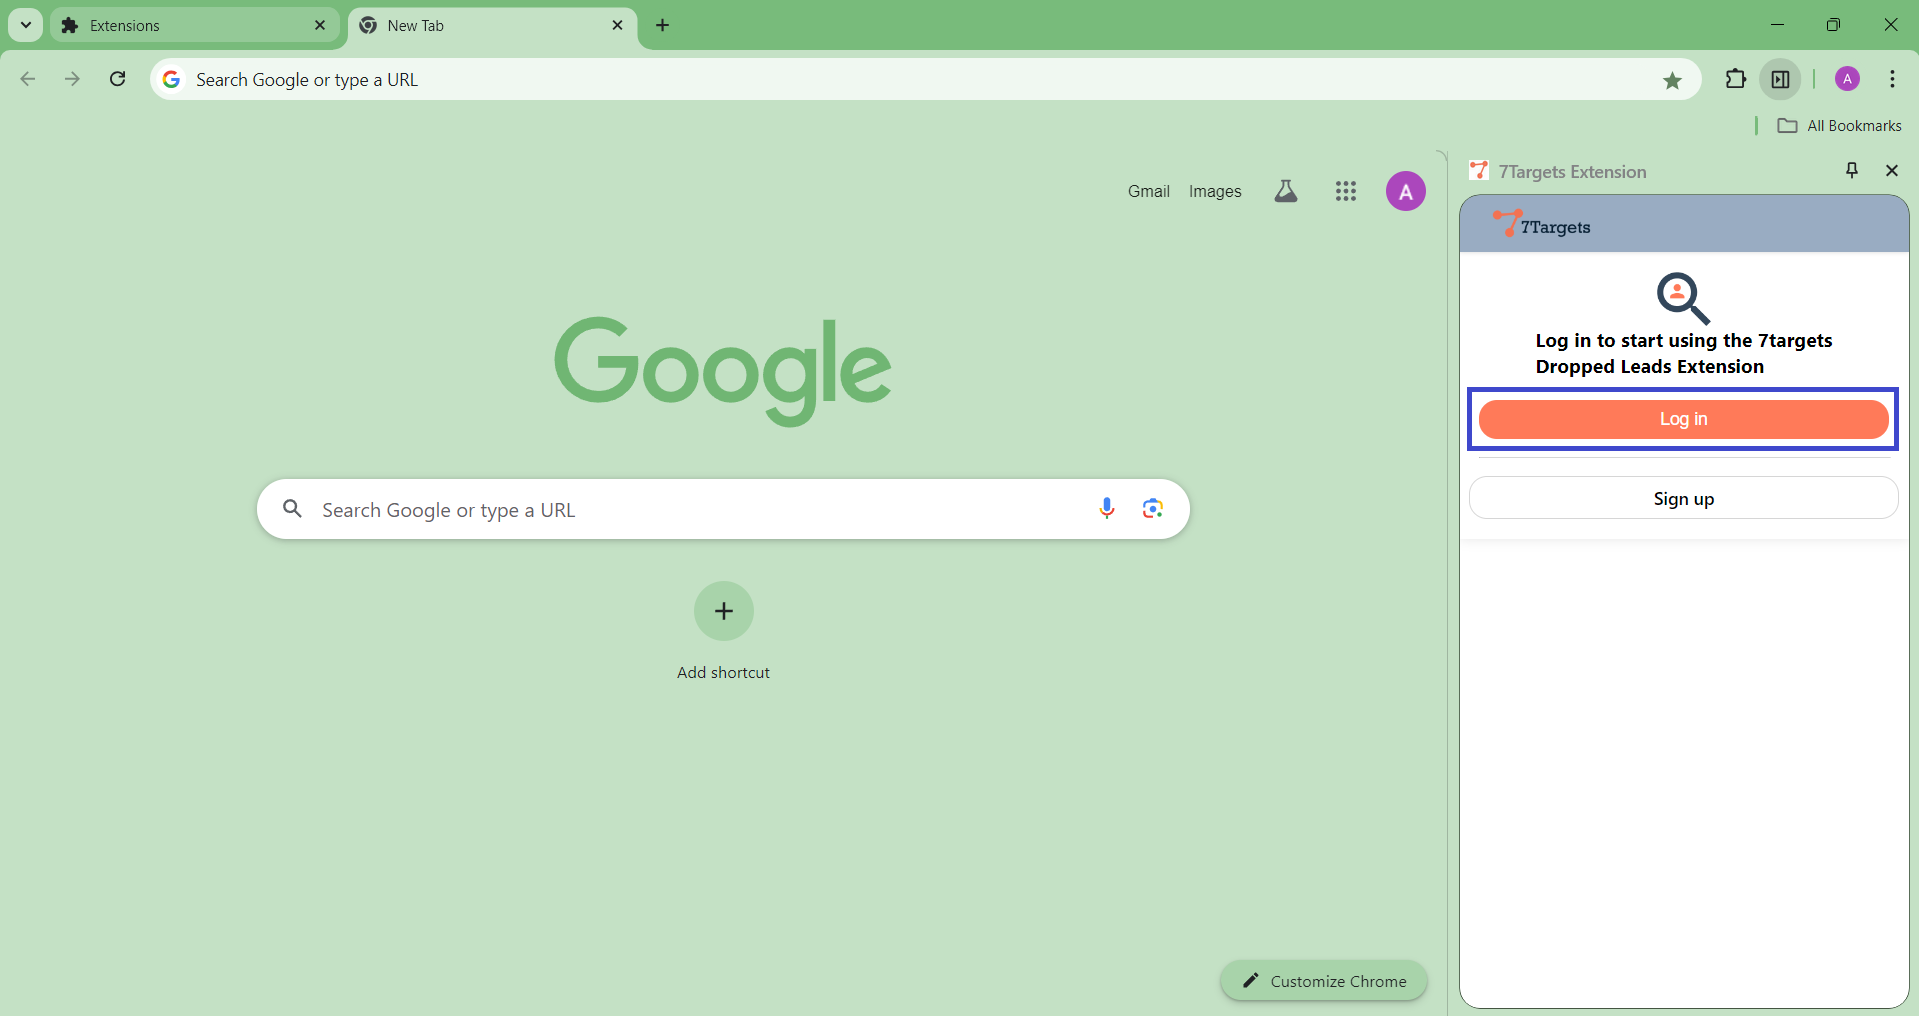 Extensions
New Tab
Search Google or type a URL
A
All Bookmarks
7Targets Extension
Gmail
Images
A
7Targets
Log in to start using the 7targets
Dropped Leads Extension
Google
Log in
Sign up
Search Google or type a URL
Add shortcut
Customize Chrome